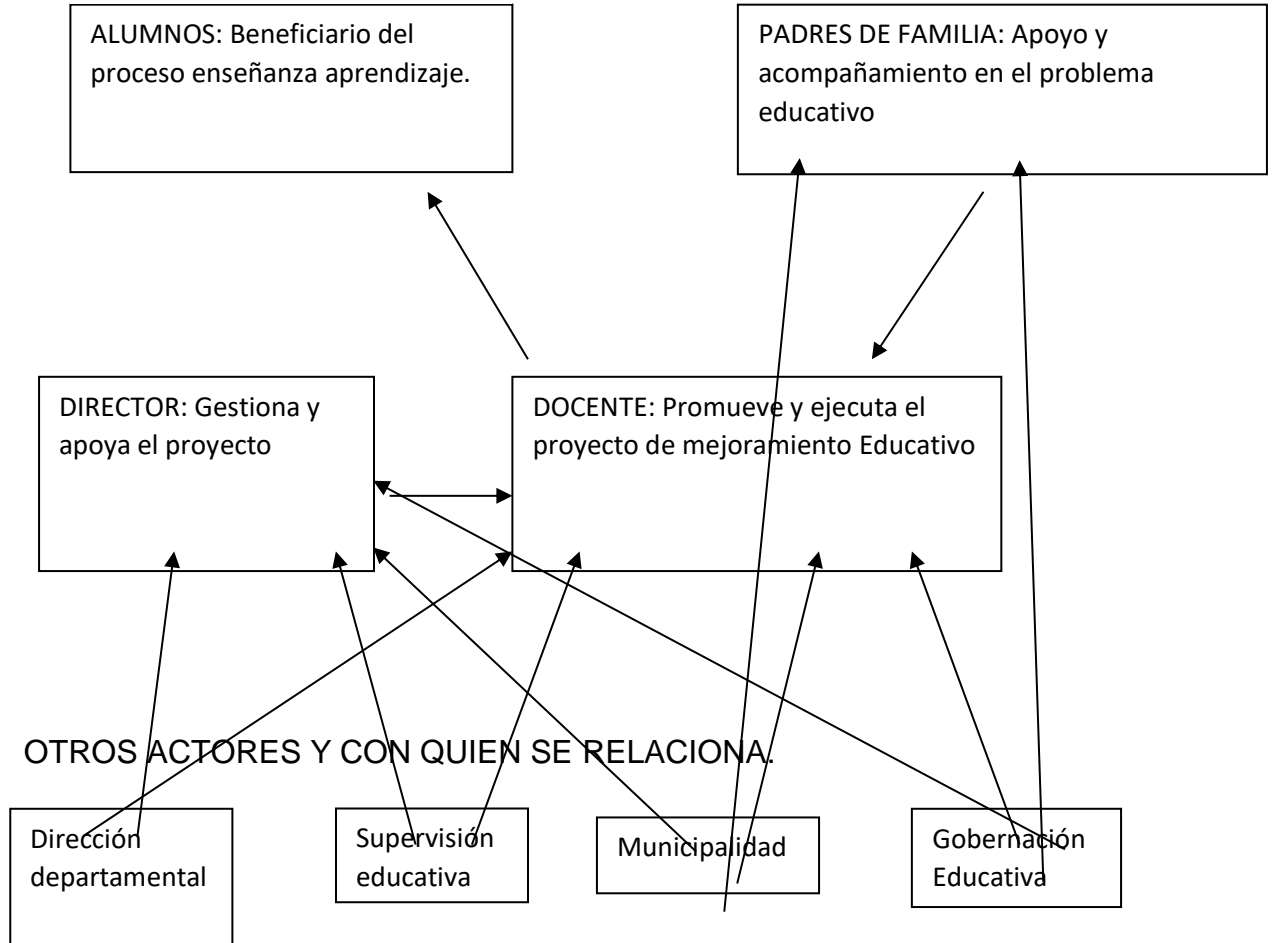 ALUMNOS: Beneficiario del
proceso enseñanza aprendizaje.
PADRES DE FAMILIA: Apoyo y
acompañamiento en el problema
educativo
DIRECTOR: Gestiona y
apoya el proyecto
DOCENTE: Promueve y ejecuta el
proyecto de mejoramiento Educativo
OTROS ACTORES Y CON QUIEN SE RELACIONA.
Dirección
departamental
Supervisión
educativa
Municipalidad
Gobernación
Educativa